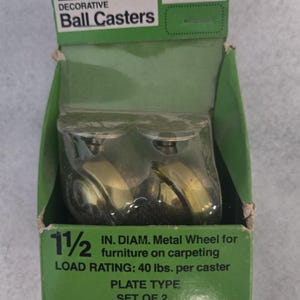 DECORATIVE
Ball Casters
1½ IN. DIAM. Metal Wheel for
furniture on carpeting
LOAD RATING: 40 lbs. per caster
PLATE TYPE
SET OF 2